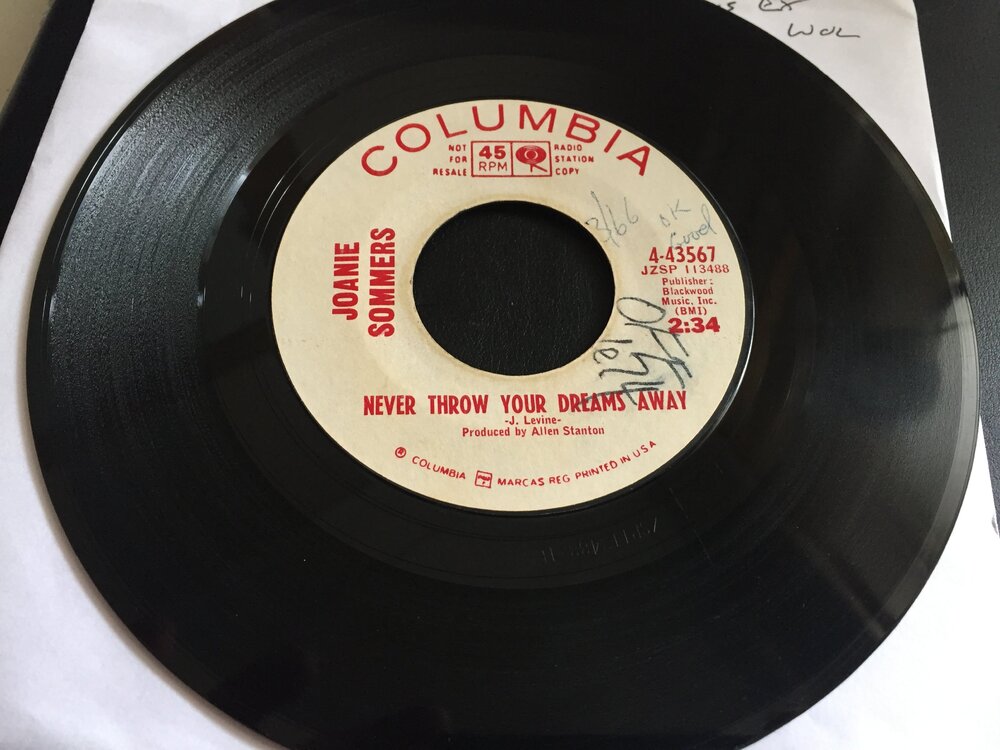 WOL
COLUMBIA
NOT FOR RESALE
45 RPM
RADIO STATION COPY
3/66
OK
Good
JOANIE
SOMMERS
4-43567
JZSP 113488
Publisher:
Blackwood
Music, Inc.
(BMI)
2:34
NEVER THROW YOUR DREAMS AWAY
-J. Levine-
Produced by Allen Stanton
® COLUMBIA MARCAS REG PRINTED IN USA